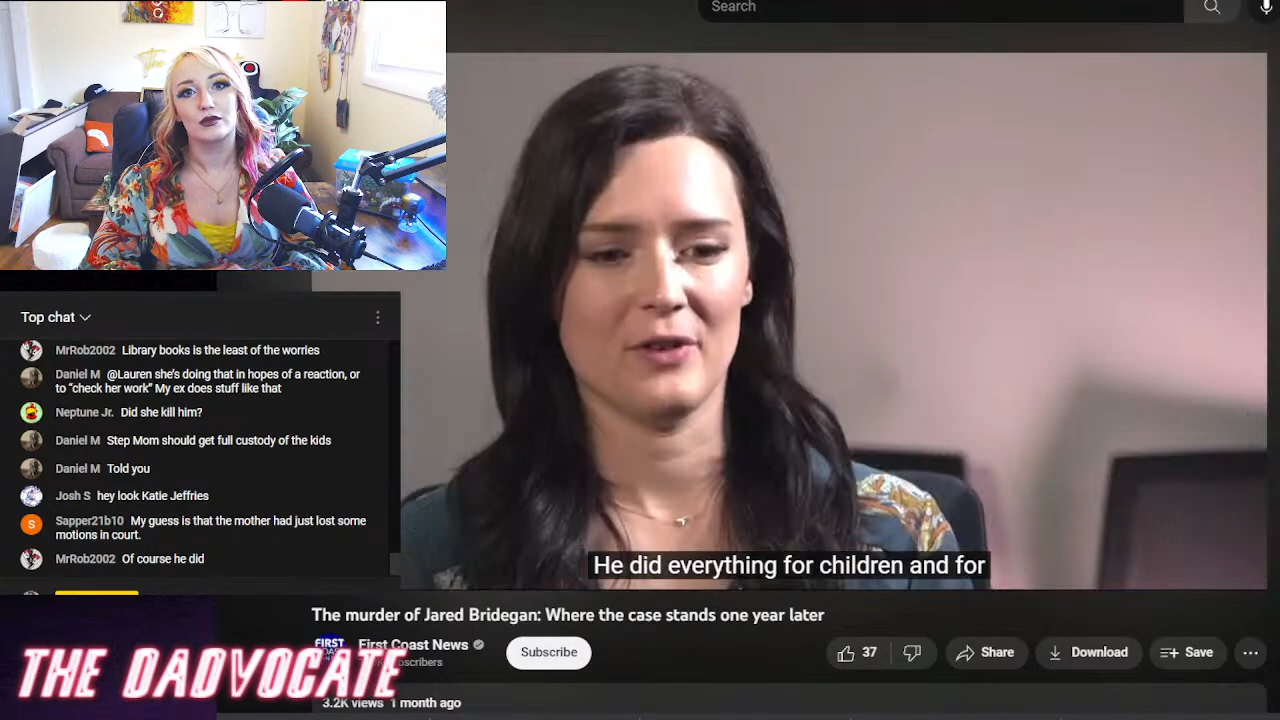 Search
Top chat
MrRob2002 Library books is the least of the worries
Daniel M @Lauren she's doing that in hopes of a reaction, or
to "check her work" My ex does stuff like that
Neptune Jr. Did she kill him?
Daniel M Step Mom should get full custody of the kids
Daniel M Told you
Josh S hey look Katie Jeffries
S Sapper21b10 My guess is that the mother had just lost some
motions in court.
MrRob2002 Of course he did
He did everything for children and for
The murder of Jared Bridegan: Where the case stands one year later
FIRST
First Coast News
Subscribe
37
Share
Download
Save
THE DADVOCATE
3.2K views 1 month ago